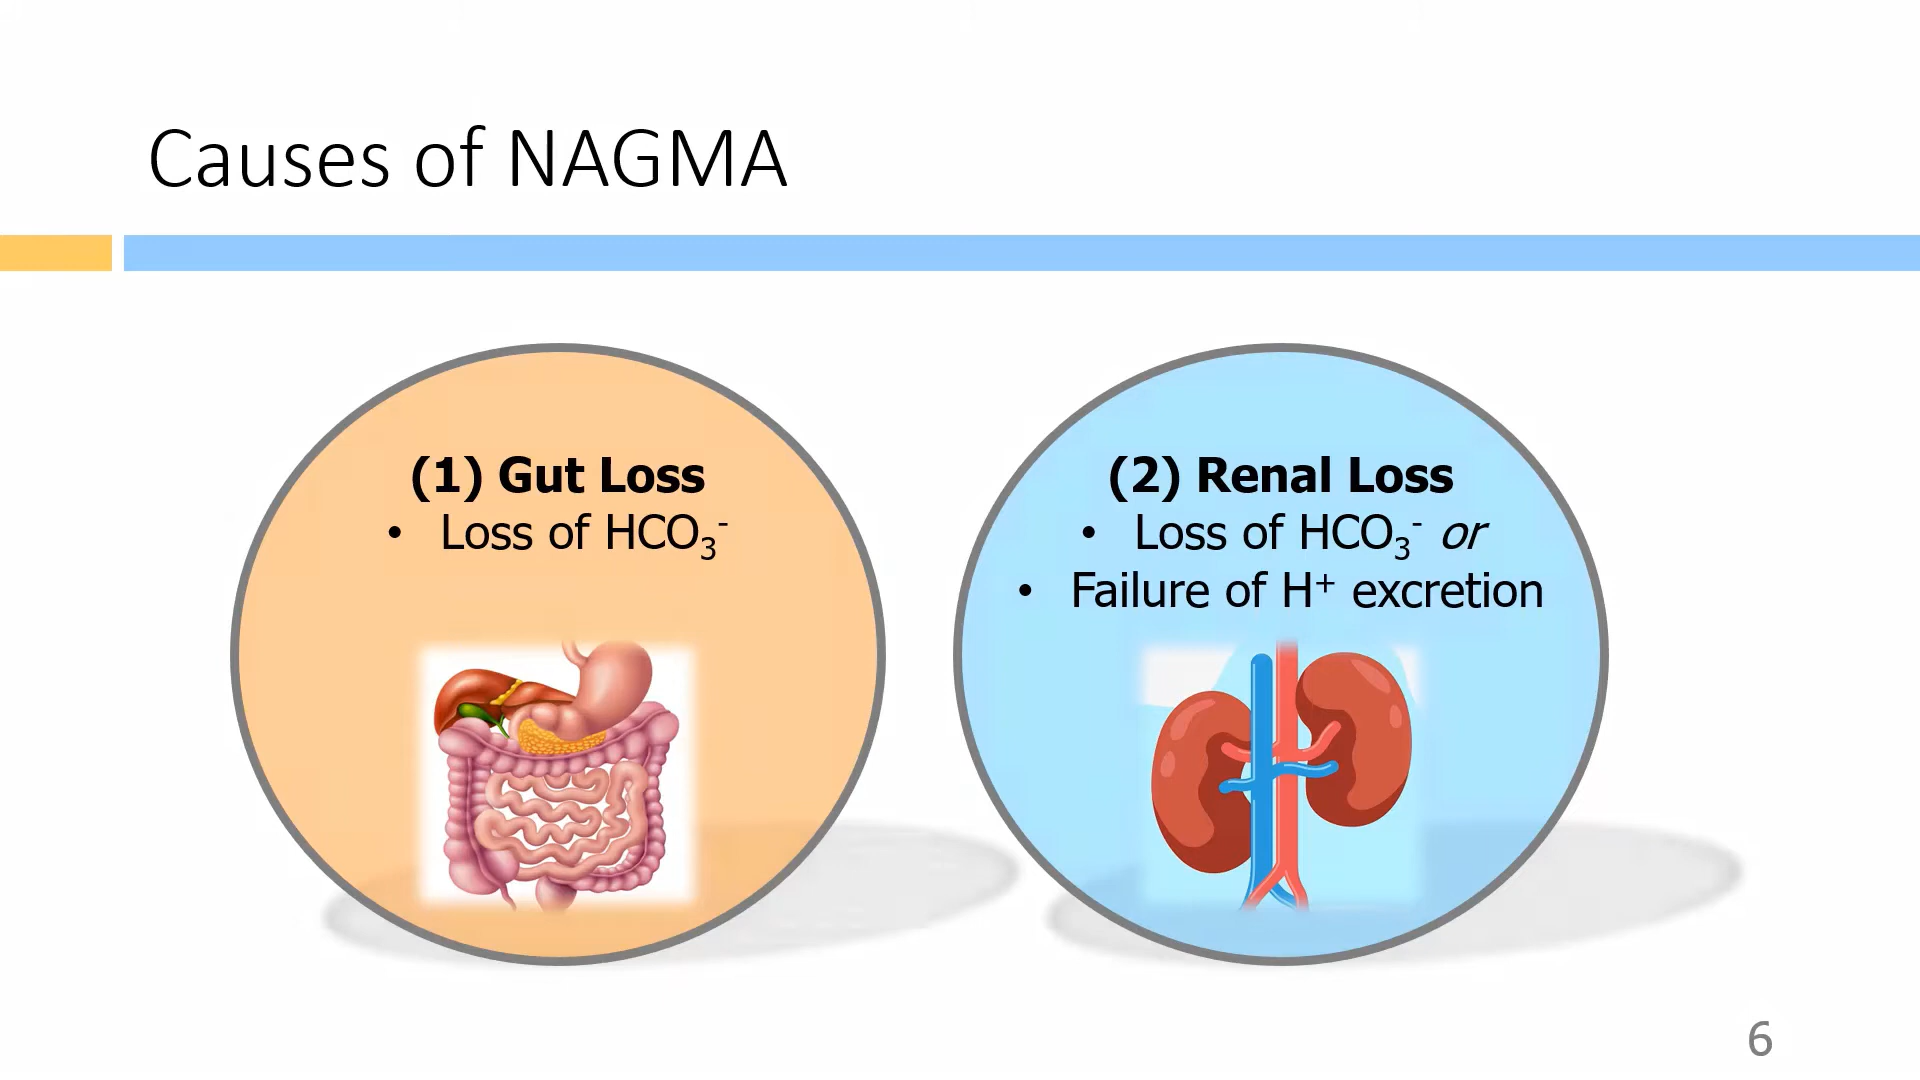 Causes of NAGMA
(1) Gut Loss
• Loss of HCO₃⁻
(2) Renal Loss
• Loss of HCO₃⁻ or
• Failure of H⁺ excretion
6